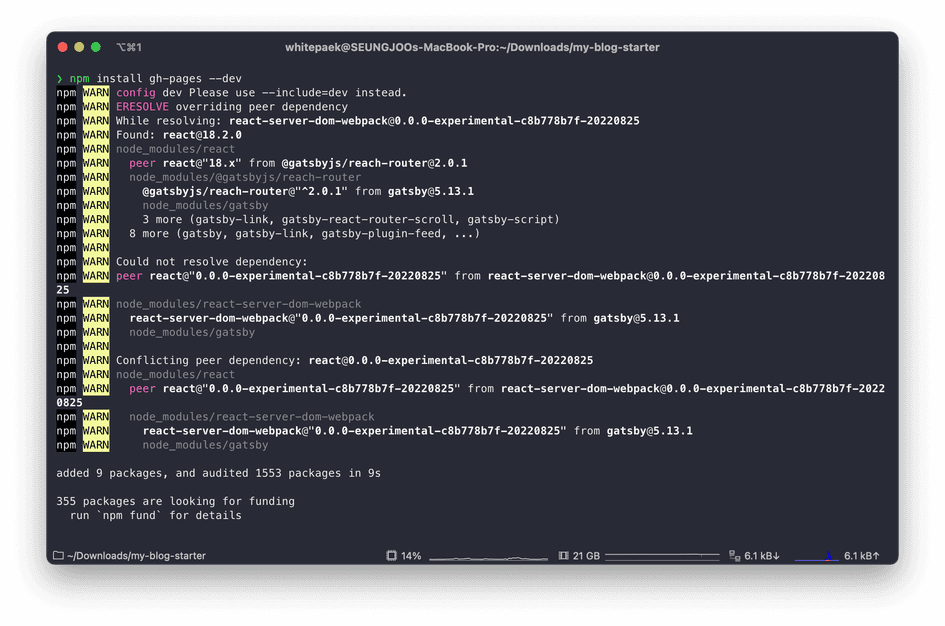 ⌥⌘1
whitepaek@SEUNGJOOs-MacBook-Pro:~/Downloads/my-blog-starter
❯ npm install gh-pages --dev
npm WARN config dev Please use --include=dev instead.
npm WARN ERESOLVE overriding peer dependency
npm WARN While resolving: react-server-dom-webpack@0.0.0-experimental-c8b778b7f-20220825
npm WARN Found: react@18.2.0
npm WARN node_modules/react
npm WARN   peer react@"18.x" from @gatsbyjs/reach-router@2.0.1
npm WARN   node_modules/@gatsbyjs/reach-router
npm WARN     @gatsbyjs/reach-router@"^2.0.1" from gatsby@5.13.1
npm WARN     node_modules/gatsby
npm WARN     3 more (gatsby-link, gatsby-react-router-scroll, gatsby-script)
npm WARN   8 more (gatsby, gatsby-link, gatsby-plugin-feed, ...)
npm WARN
npm WARN Could not resolve dependency:
npm WARN peer react@"0.0.0-experimental-c8b778b7f-20220825" from react-server-dom-webpack@0.0.0-experimental-c8b778b7f-202208
25
npm WARN node_modules/react-server-dom-webpack
npm WARN   react-server-dom-webpack@"0.0.0-experimental-c8b778b7f-20220825" from gatsby@5.13.1
npm WARN   node_modules/gatsby
npm WARN
npm WARN Conflicting peer dependency: react@0.0.0-experimental-c8b778b7f-20220825
npm WARN node_modules/react
npm WARN   peer react@"0.0.0-experimental-c8b778b7f-20220825" from react-server-dom-webpack@0.0.0-experimental-c8b778b7f-2022
0825
npm WARN   node_modules/react-server-dom-webpack
npm WARN     react-server-dom-webpack@"0.0.0-experimental-c8b778b7f-20220825" from gatsby@5.13.1
npm WARN     node_modules/gatsby
added 9 packages, and audited 1553 packages in 9s
355 packages are looking for funding
  run `npm fund` for details
~/Downloads/my-blog-starter 14% 21 GB 6.1 kB↓ 6.1 kB↑